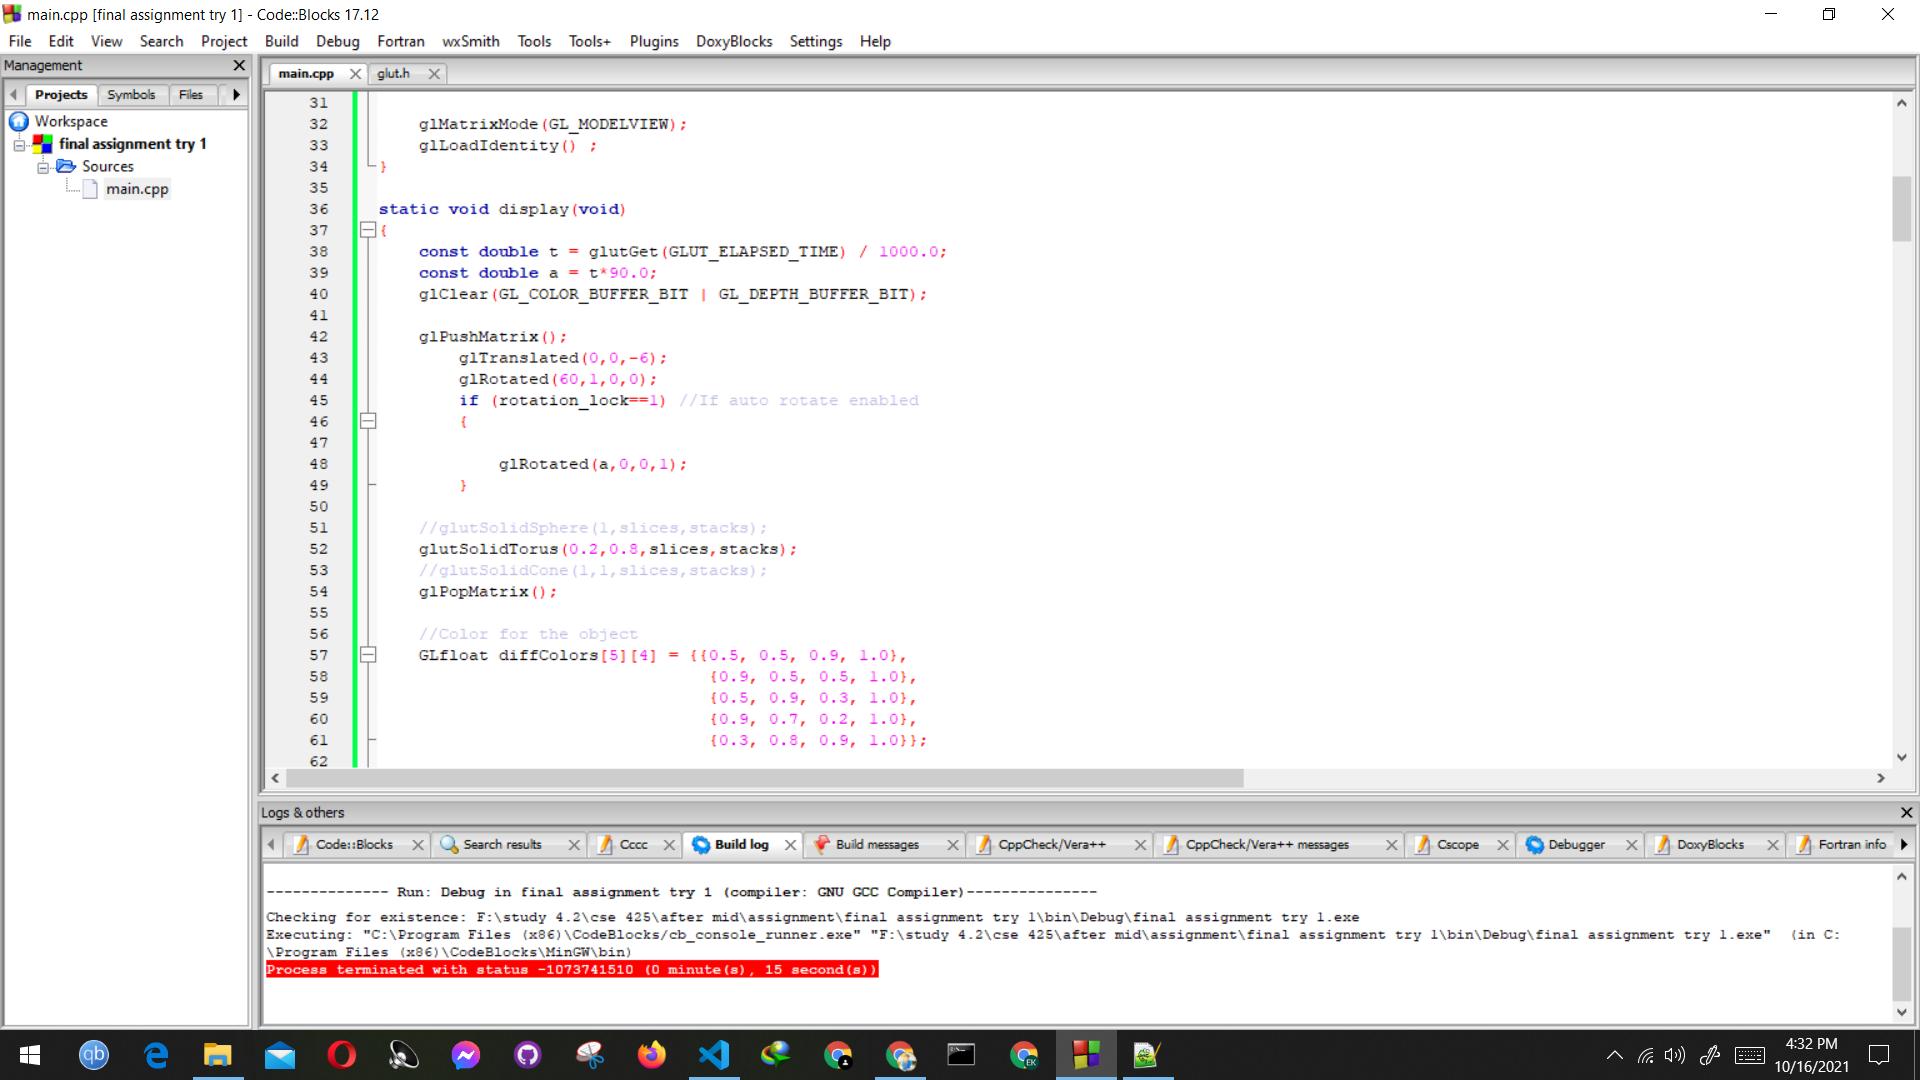 main.cpp [final assignment try 1] - Code::Blocks 17.12
File Edit View Search Project Build Debug Fortran wxSmith Tools Tools+ Plugins DoxyBlocks Settings Help
Management
Projects Symbols Files
Workspace
final assignment try 1
Sources
main.cpp
main.cpp glut.h
31
32 glMatrixMode(GL_MODELVIEW);
33 glLoadIdentity() ;
34 }
35
36 static void display(void)
37 {
38 const double t = glutGet(GLUT_ELAPSED_TIME) / 1000.0;
39 const double a = t*90.0;
40 glClear(GL_COLOR_BUFFER_BIT | GL_DEPTH_BUFFER_BIT);
41
42 glPushMatrix();
43 glTranslated(0,0,-6);
44 glRotated(60,1,0,0);
45 if (rotation_lock==1) //If auto rotate enabled
46 {
47
48 glRotated(a,0,0,1);
49 }
50
51 //glutSolidSphere(1,slices,stacks);
52 glutSolidTorus(0.2,0.8,slices,stacks);
53 //glutSolidCone(1,1,slices,stacks);
54 glPopMatrix();
55
56 //Color for the object
57 GLfloat diffColors[5][4] = {{0.5, 0.5, 0.9, 1.0},
58 {0.9, 0.5, 0.5, 1.0},
59 {0.5, 0.9, 0.3, 1.0},
60 {0.9, 0.7, 0.2, 1.0},
61 {0.3, 0.8, 0.9, 1.0}};
62
Logs & others
Code::Blocks Search results Cccc Build log Build messages CppCheck/Vera++ CppCheck/Vera++ messages Cscope Debugger DoxyBlocks Fortran info
-------------- Run: Debug in final assignment try 1 (compiler: GNU GCC Compiler)---------------
Checking for existence: F:\study 4.2\cse 425\after mid\assignment\final assignment try 1\bin\Debug\final assignment try 1.exe
Executing: "C:\Program Files (x86)\CodeBlocks/cb_console_runner.exe" "F:\study 4.2\cse 425\after mid\assignment\final assignment try 1\bin\Debug\final assignment try 1.exe"  (in C:
\Program Files (x86)\CodeBlocks\MinGW\bin)
Process terminated with status -1073741510 (0 minute(s), 15 second(s))
qb
EK
4:32 PM
10/16/2021